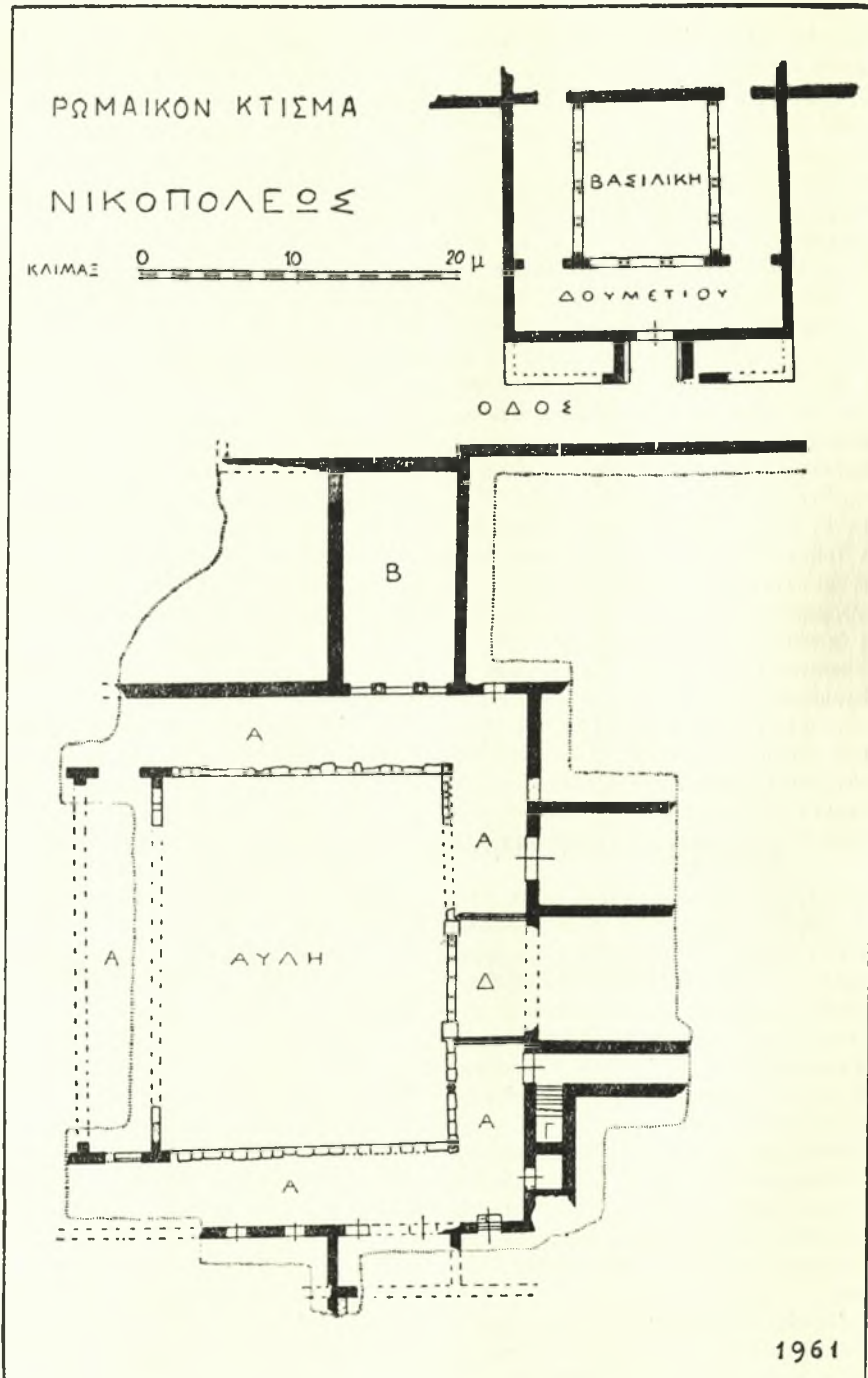 ΡΩΜΑΙΚΟΝ ΚΤΙΣΜΑ
ΝΙΚΟΠΟΛΕΩΣ
ΚΛΙΜΑΞ 0 10 20 μ
ΒΑΣΙΛΙΚΗ
ΔΟΥΜΕΤΙΟΥ
ΟΔΟΣ
Β
Α
Α
Α
ΑΥΛΗ
Δ
Α
Γ
Α
1961